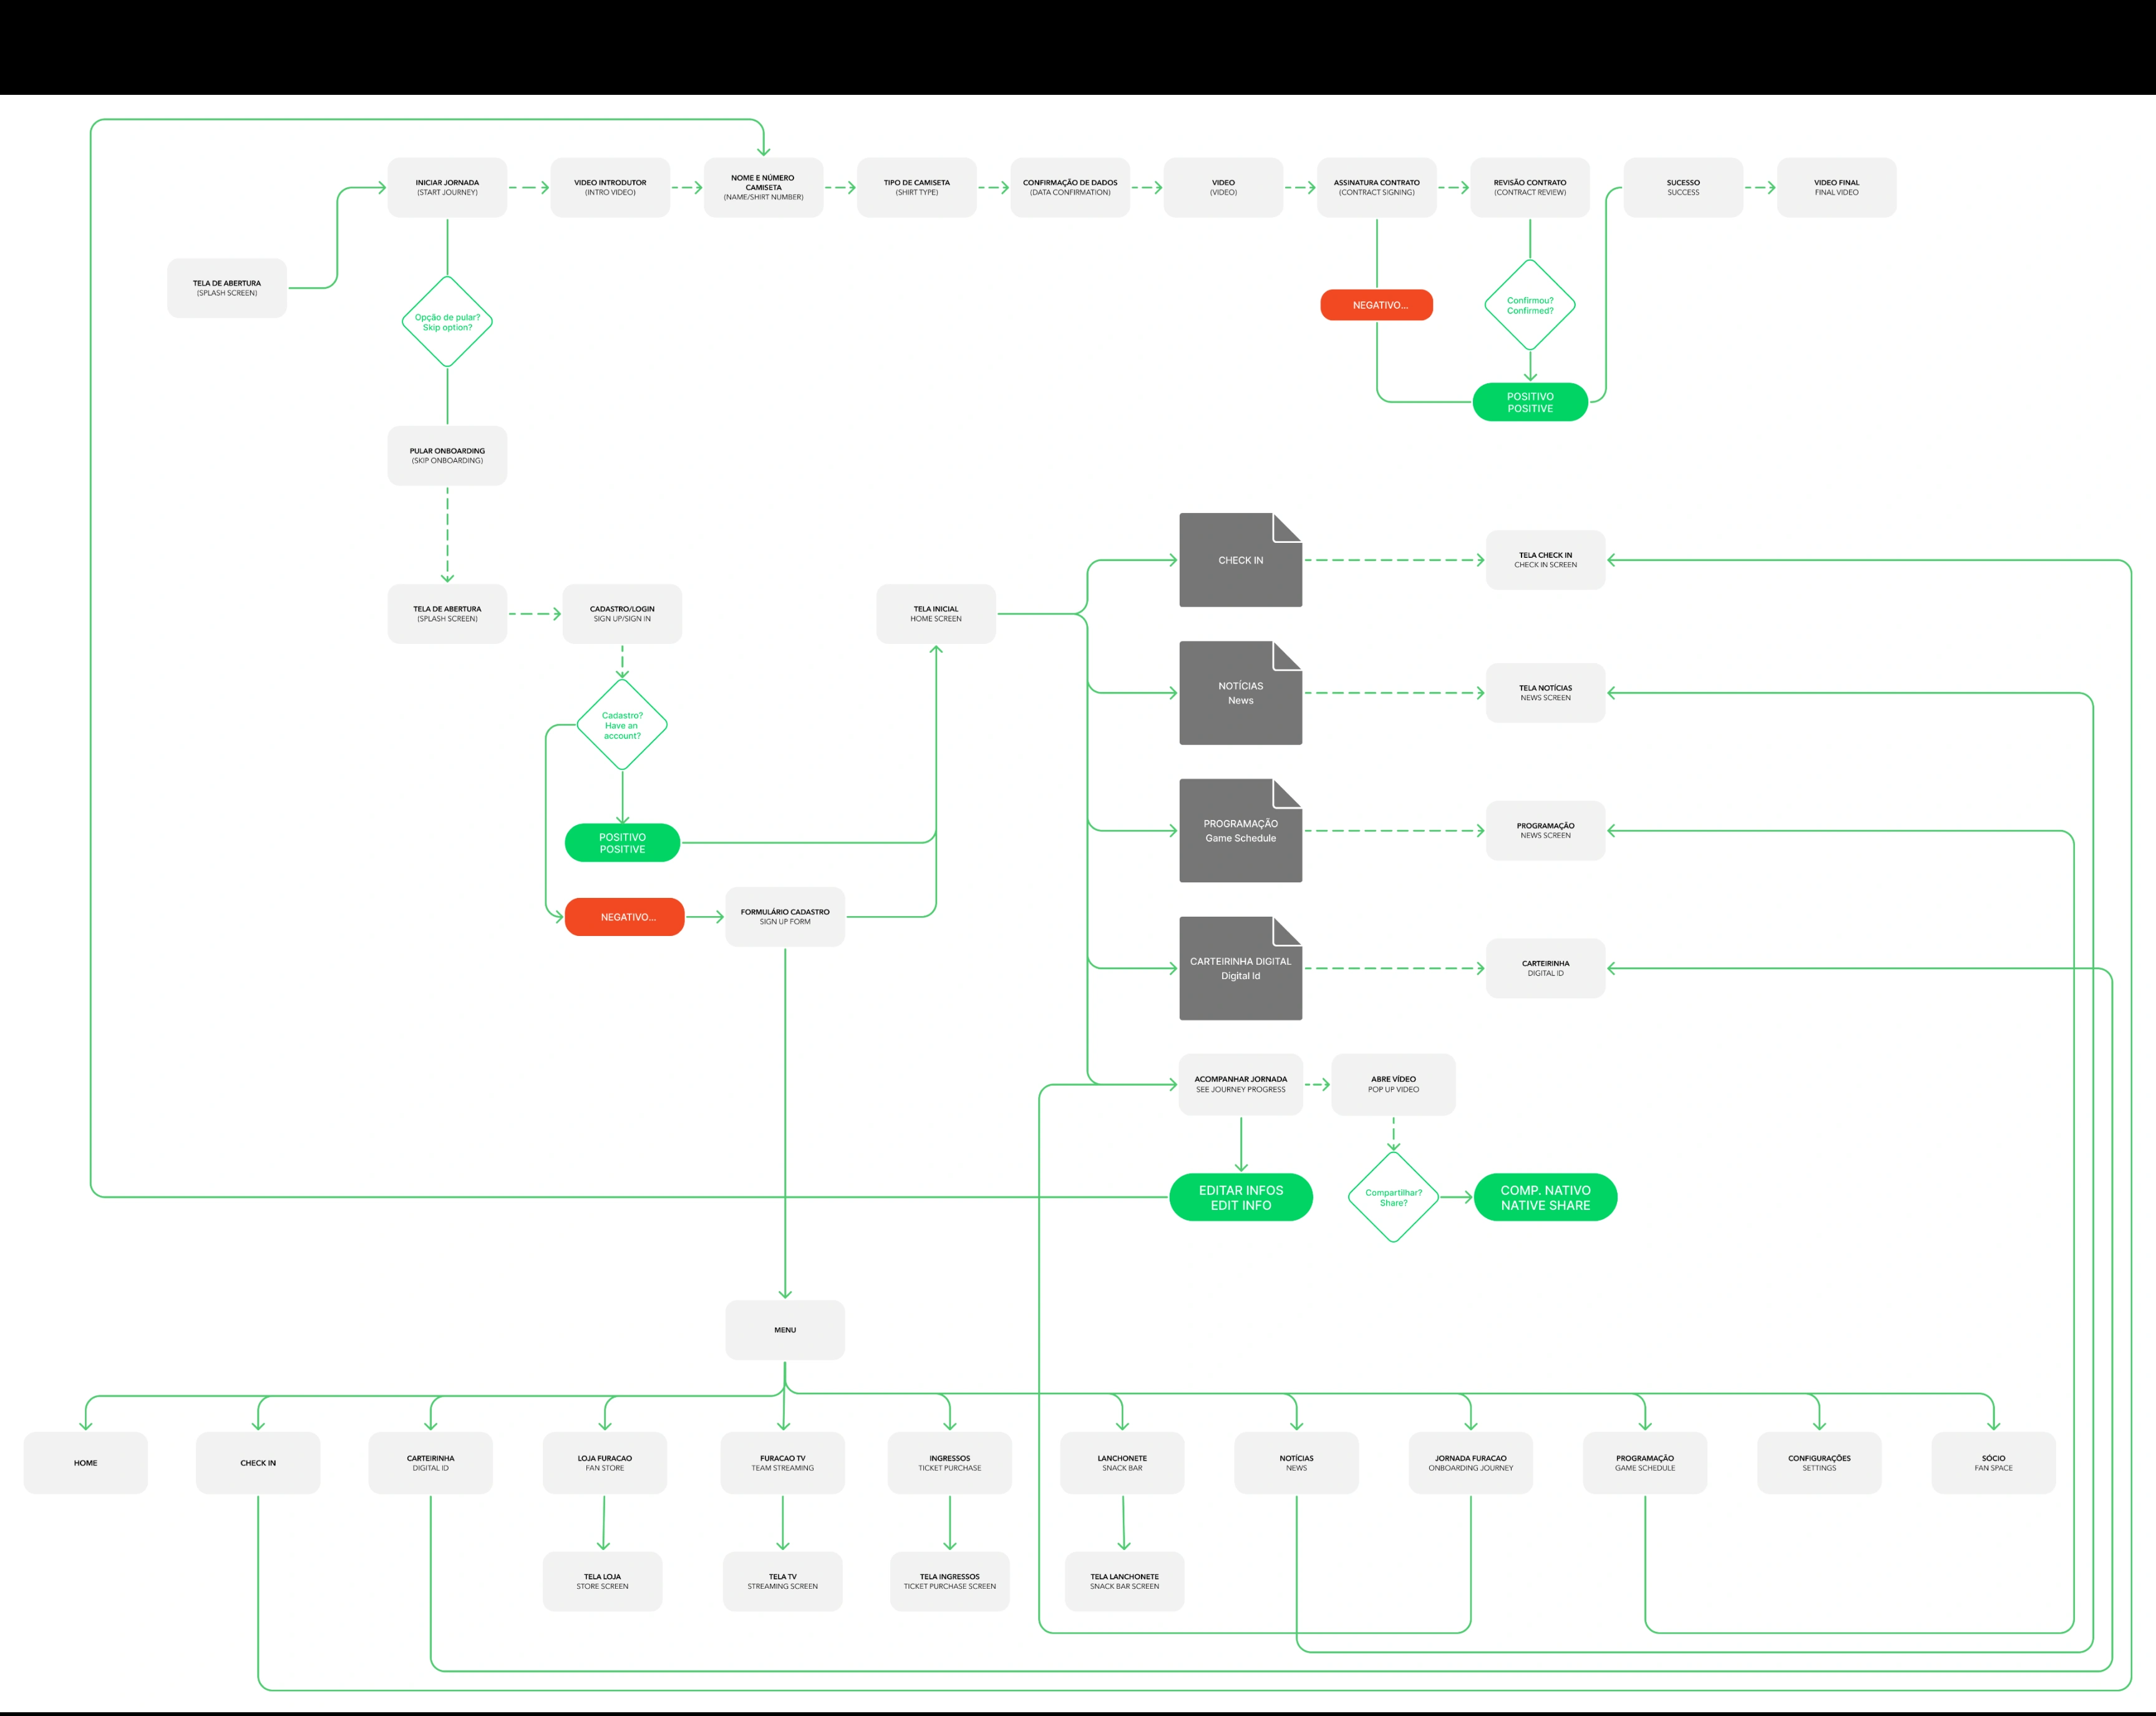 INICIAR JORNADA
(START JOURNEY)
VIDEO INTRODUTOR
(INTRO VIDEO)
NOME E NÚMERO
CAMISETA
(NAME/SHIRT NUMBER)
TIPO DE CAMISETA
(SHIRT TYPE)
CONFIRMAÇÃO DE DADOS
(DATA CONFIRMATION)
VIDEO
(VIDEO)
ASSINATURA CONTRATO
(CONTRACT SIGNING)
REVISÃO CONTRATO
(CONTRACT REVIEW)
SUCESSO
SUCCESS
VIDEO FINAL
FINAL VIDEO
TELA DE ABERTURA
(SPLASH SCREEN)
Opção de pular?
Skip option?
NEGATIVO...
Confirmou?
Confirmed?
POSITIVO
POSITIVE
PULAR ONBOARDING
(SKIP ONBOARDING)
TELA DE ABERTURA
(SPLASH SCREEN)
CADASTRO/LOGIN
SIGN UP/SIGN IN
TELA INICIAL
HOME SCREEN
CHECK IN
TELA CHECK IN
CHECK IN SCREEN
Cadastro?
Have an
account?
NOTÍCIAS
News
TELA NOTÍCIAS
NEWS SCREEN
POSITIVO
POSITIVE
PROGRAMAÇÃO
Game Schedule
PROGRAMAÇÃO
NEWS SCREEN
NEGATIVO...
FORMULÁRIO CADASTRO
SIGN UP FORM
CARTEIRINHA DIGITAL
Digital Id
CARTEIRINHA
DIGITAL ID
ACOMPANHAR JORNADA
SEE JOURNEY PROGRESS
ABRE VÍDEO
POP UP VIDEO
EDITAR INFOS
EDIT INFO
Compartilhar?
Share?
COMP. NATIVO
NATIVE SHARE
MENU
HOME
CHECK IN
CARTEIRINHA
DIGITAL ID
LOJA FURACAO
FAN STORE
FURACAO TV
TEAM STREAMING
INGRESSOS
TICKET PURCHASE
LANCHONETE
SNACK BAR
NOTÍCIAS
NEWS
JORNADA FURACAO
ONBOARDING JOURNEY
PROGRAMAÇÃO
GAME SCHEDULE
CONFIGURAÇÕES
SETTINGS
SÓCIO
FAN SPACE
TELA LOJA
STORE SCREEN
TELA TV
STREAMING SCREEN
TELA INGRESSOS
TICKET PURCHASE SCREEN
TELA LANCHONETE
SNACK BAR SCREEN